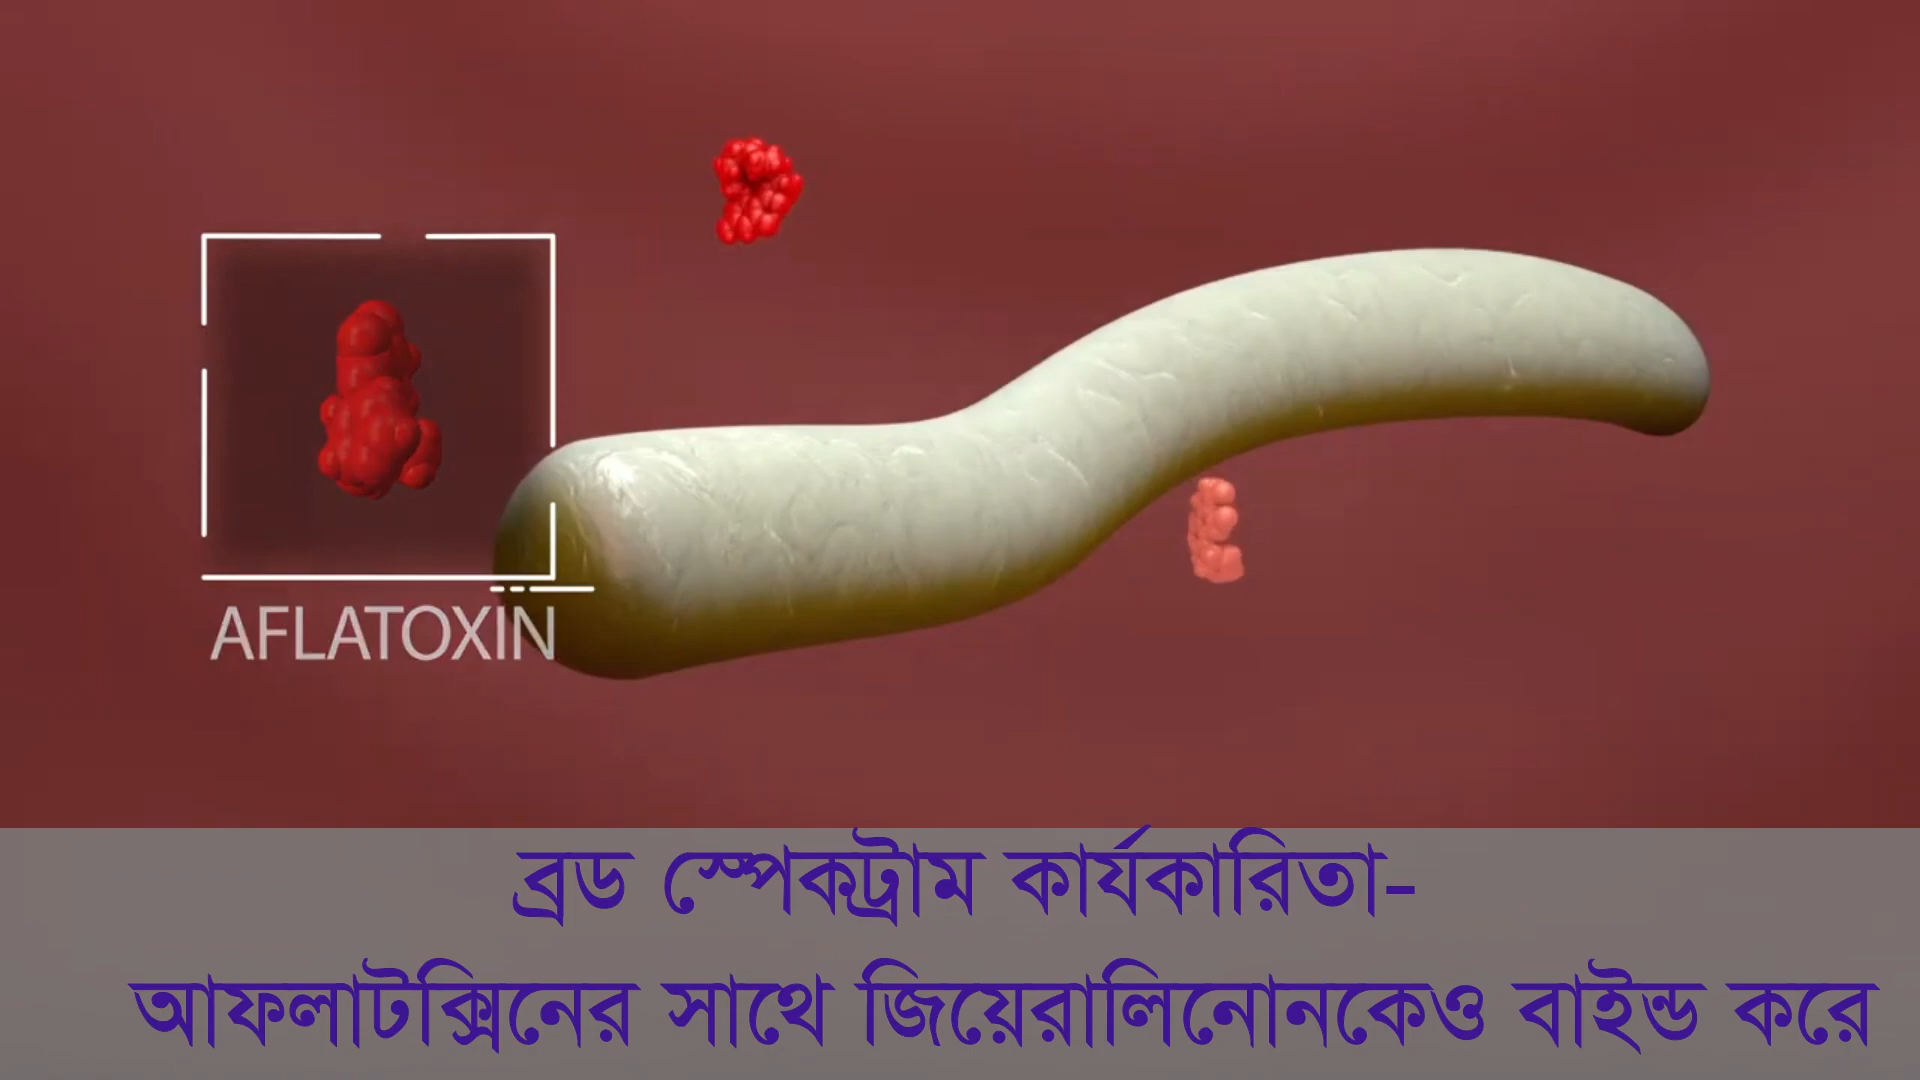 AFLATOXIN
ব্রড স্পেকট্রাম কার্যকারিতা-
আফলাটক্সিনের সাথে জিয়েরালিনোনকেও বাইন্ড করে